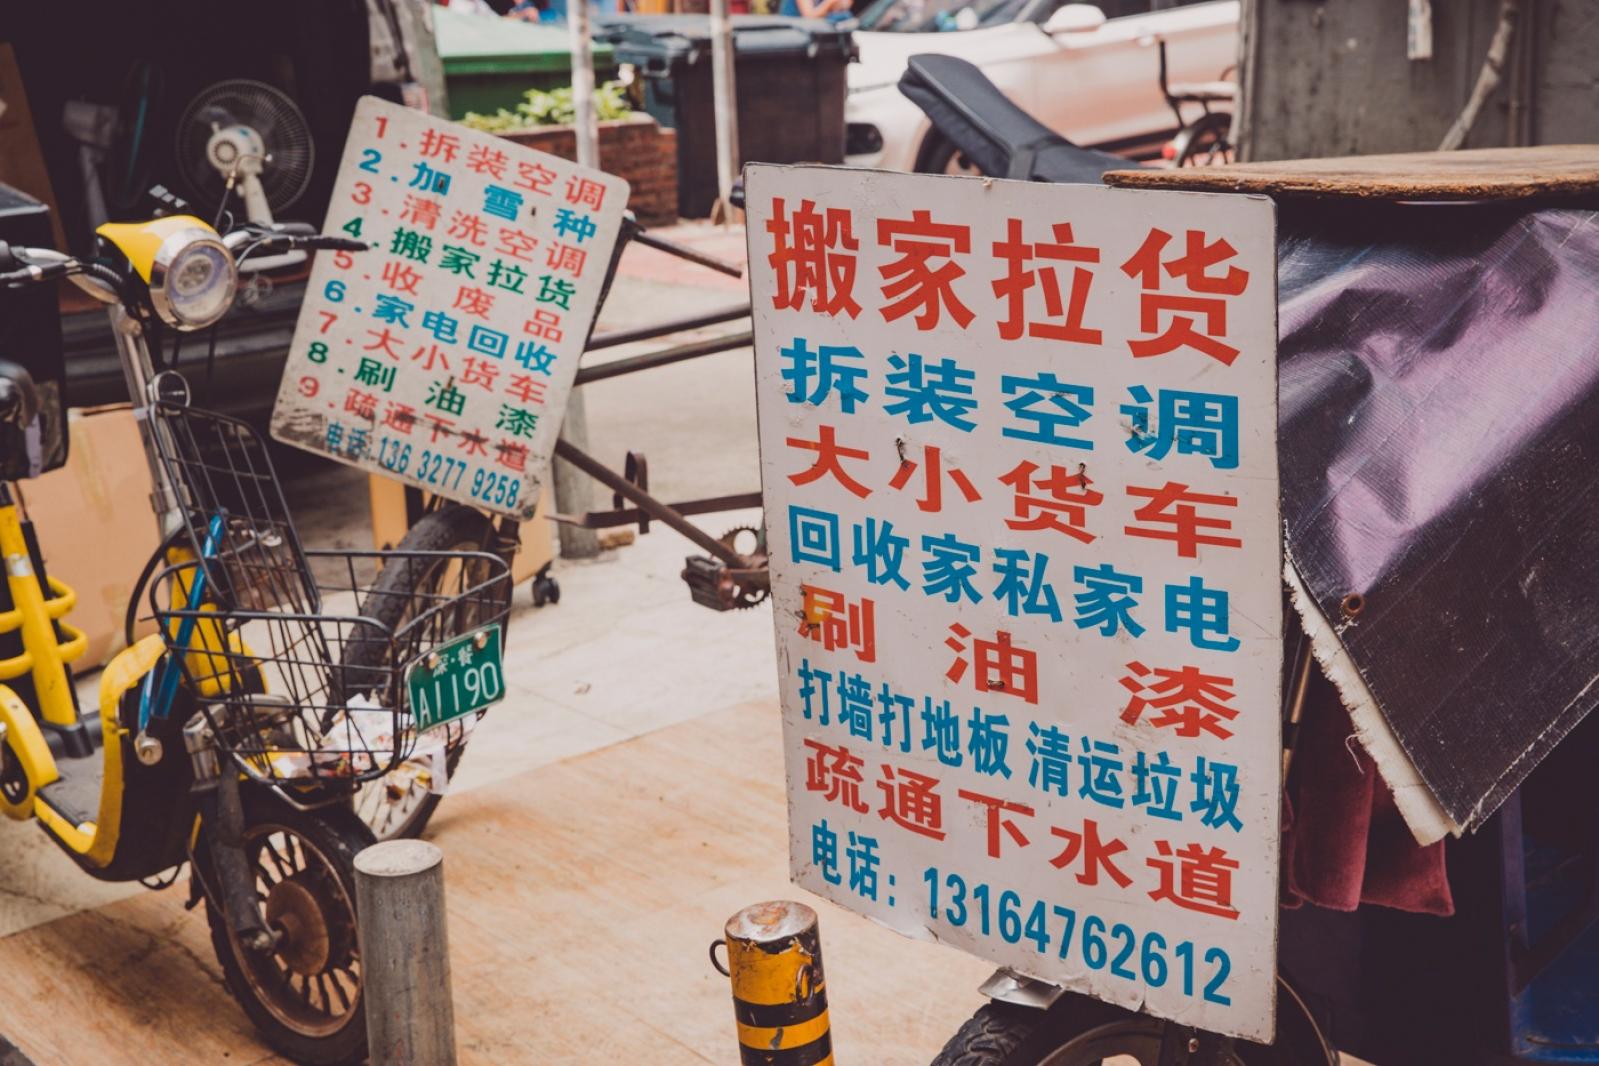 1.拆装空调
2.加雪种
3.清洗空调
4.搬家拉货
5.收废品
6.家电回收
7.大小货车
8.刷油漆
9.疏通下水道
电话:136 3277 9258
搬家拉货
拆装空调
大小货车
回收家私家电
刷油漆
打墙打地板 清运垃圾
疏通下水道
电话：13164762612
深·餐
A1190